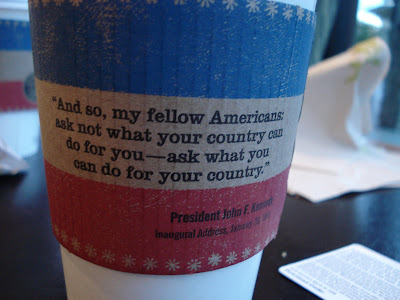 “And so, my fellow Americans:
ask not what your country can
do for you—ask what you
can do for your country.”
President John F. Kennedy
Inaugural Address, January 20,